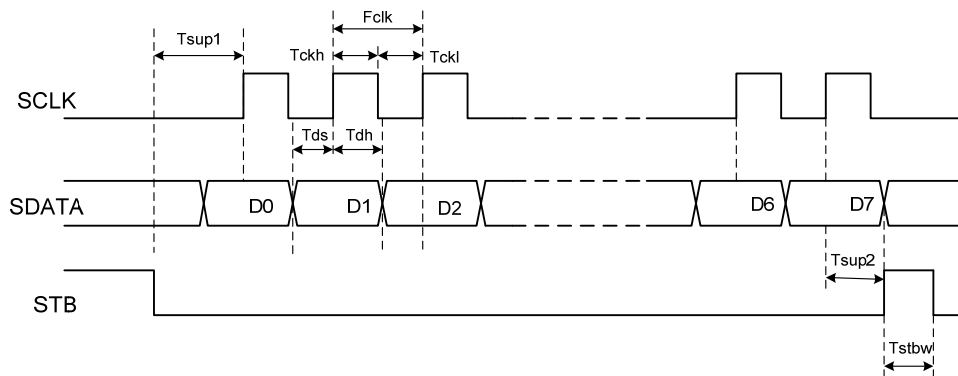 Fclk
Tsup1
Tckh
Tckl
SCLK
Tds
Tdh
SDATA
D0
D1
D2
D6
D7
Tsup2
STB
Tstbw